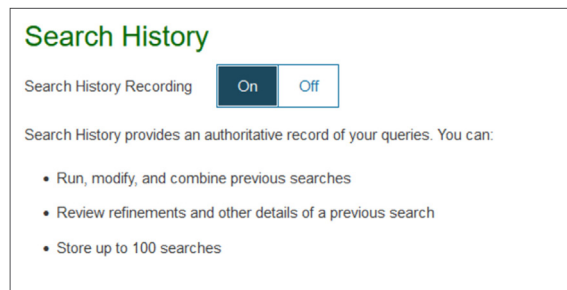 Search History
Search History Recording On Off
Search History provides an authoritative record of your queries. You can:
• Run, modify, and combine previous searches
• Review refinements and other details of a previous search
• Store up to 100 searches